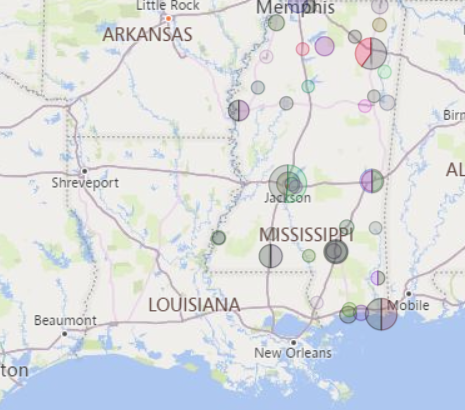 Little Rock
Memphis
ARKANSAS
Birm
Shreveport
AL
Jackson
MISSISSIPPI
LOUISIANA
Mobile
Beaumont
New Orleans
ton